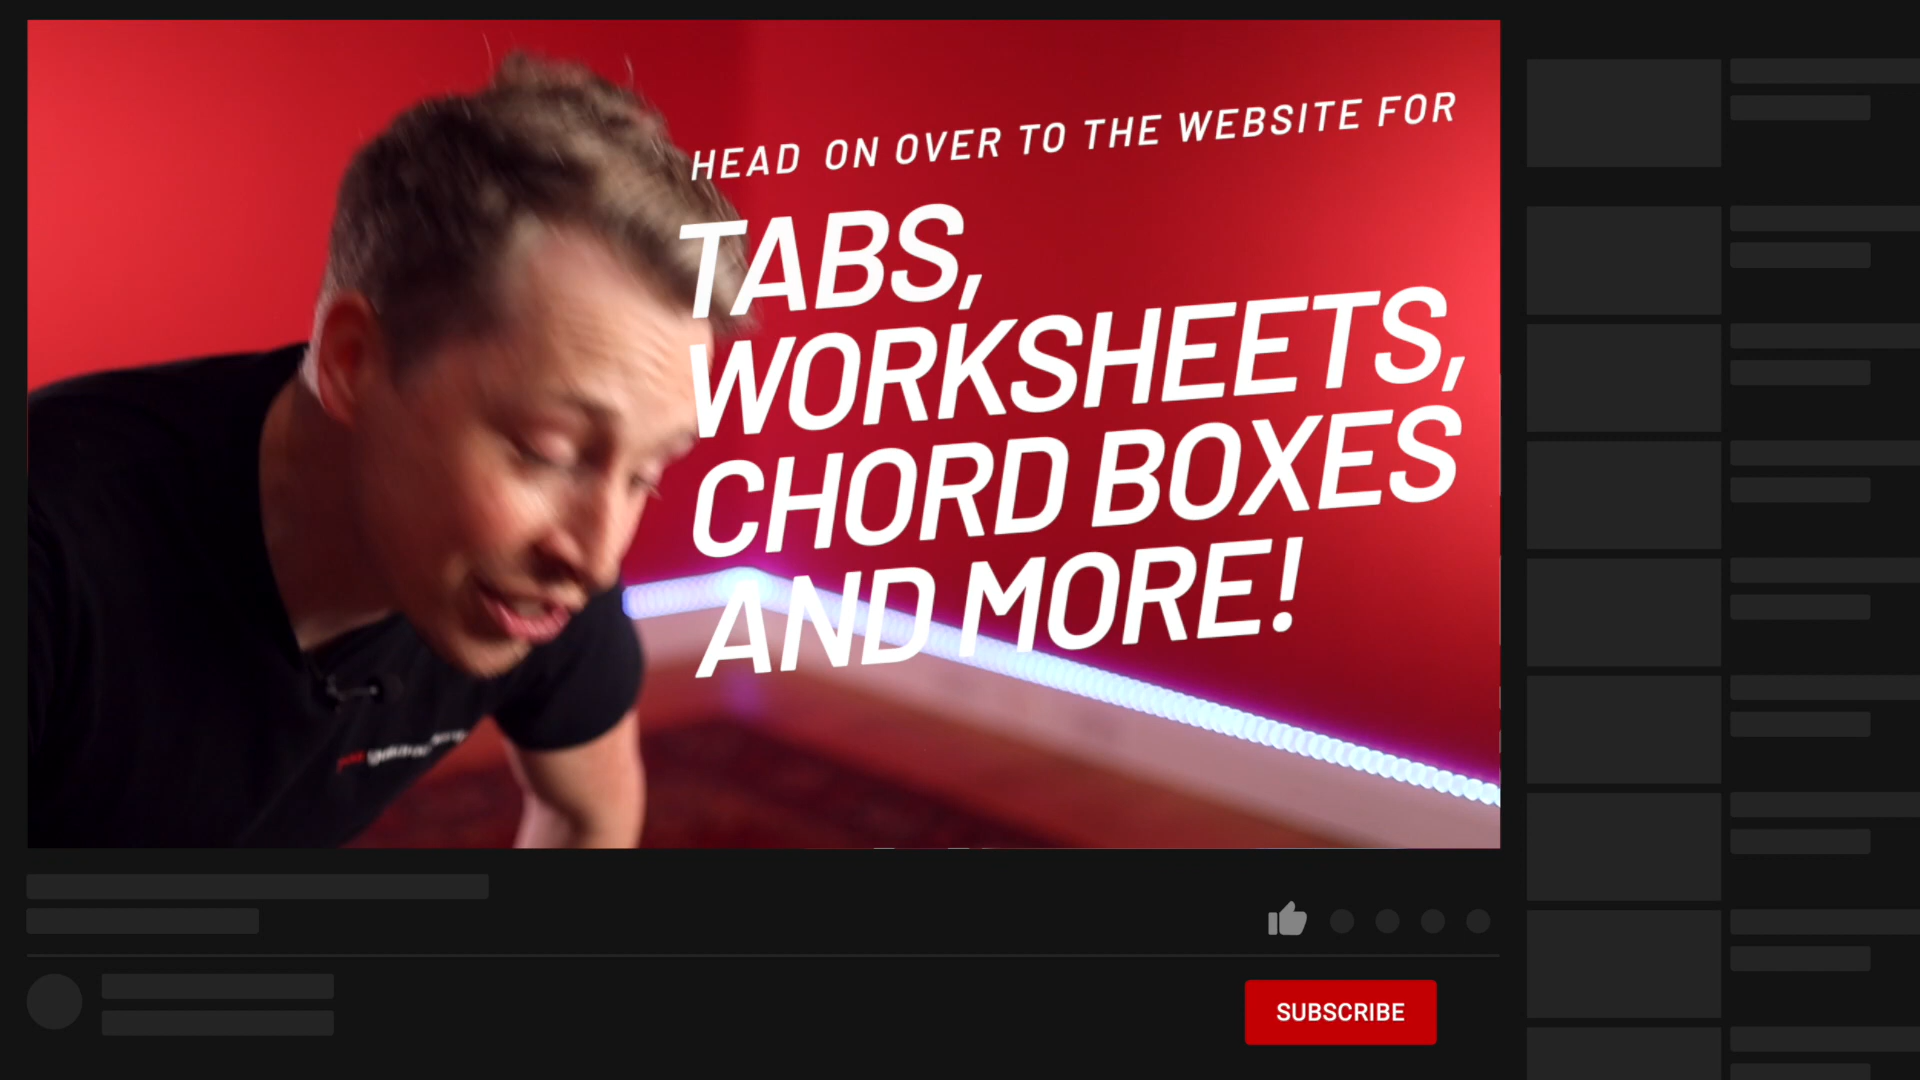 HEAD ON OVER TO THE WEBSITE FOR
TABS,
WORKSHEETS,
CHORD BOXES
AND MORE!
SUBSCRIBE